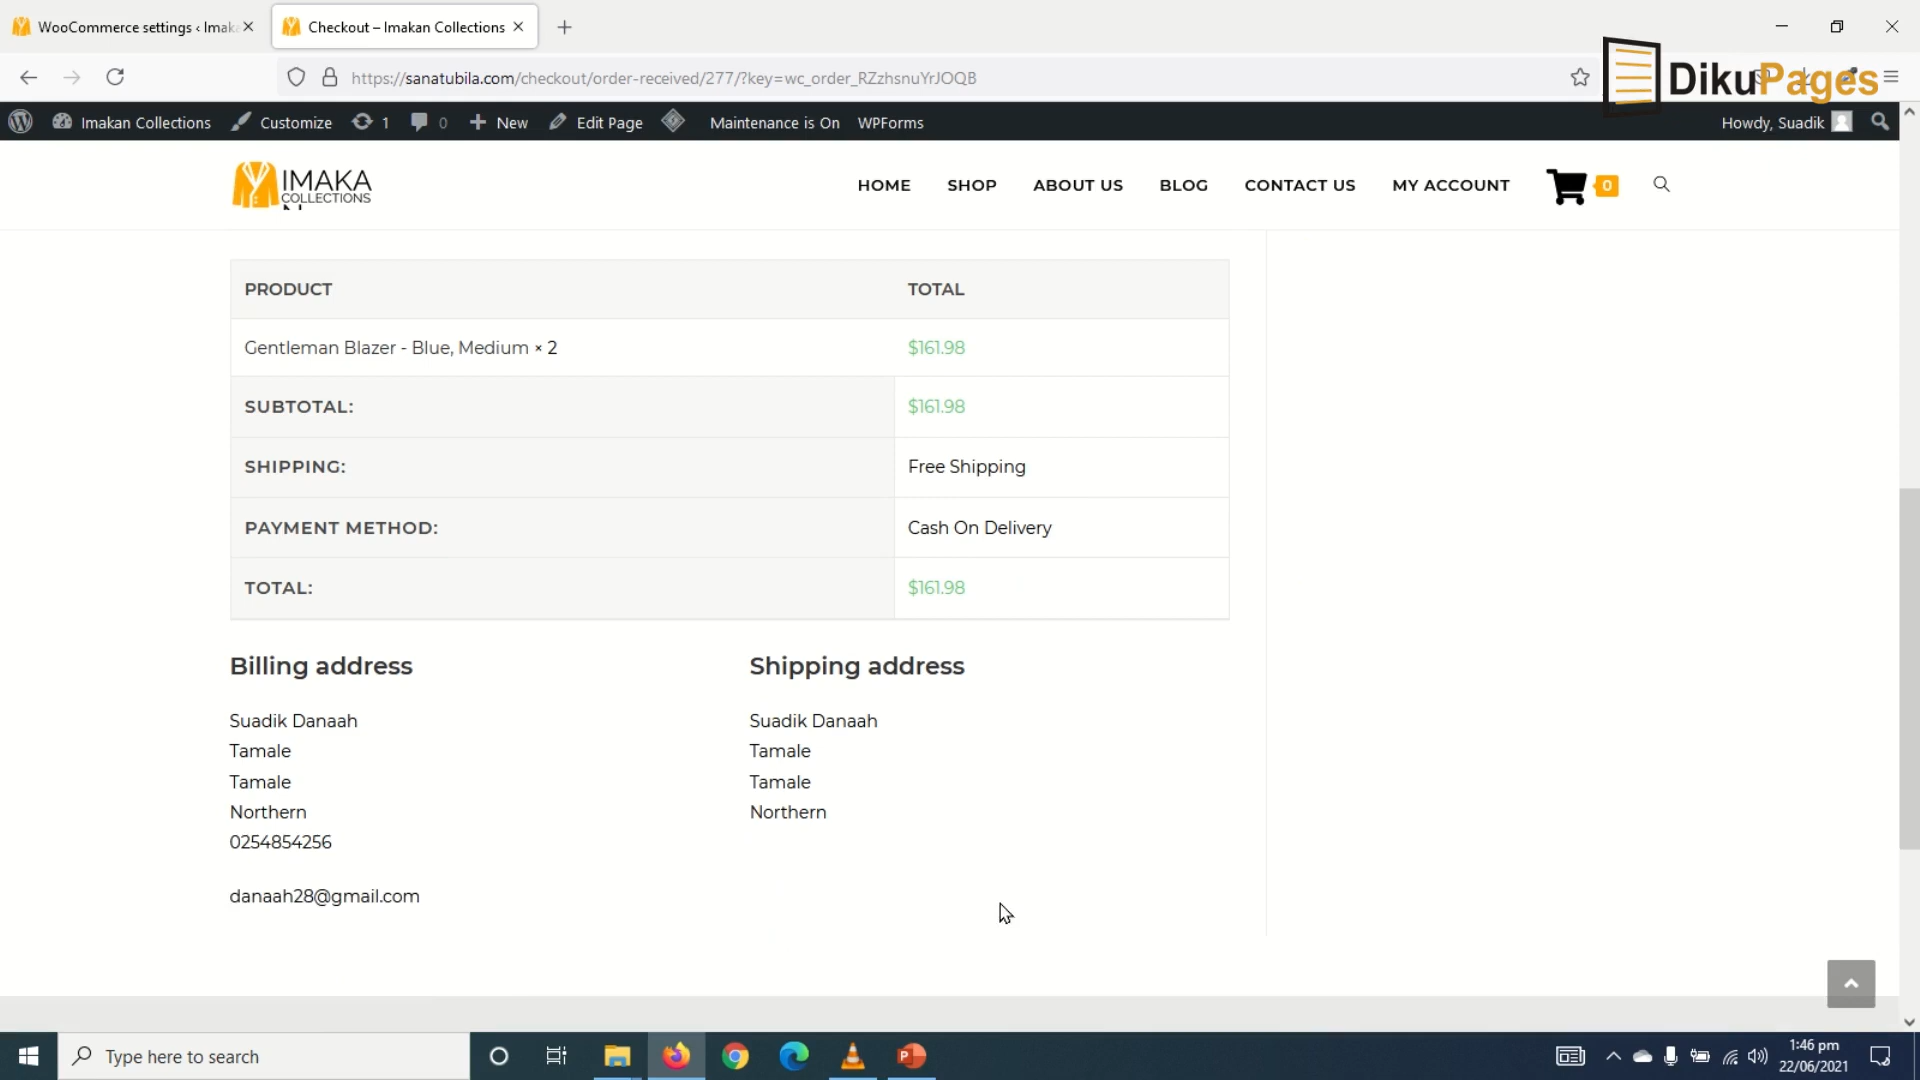 WooCommerce settings ‹ Imak
Checkout – Imakan Collections
https://sanatubila.com/checkout/order-received/277/?key=wc_order_RZzhsnuYrJOQB
DikuPages
Imakan Collections
Customize
1
0
New
Edit Page
Maintenance is On
WPForms
Howdy, Suadik
IMAKA
COLLECTIONS
HOME
SHOP
ABOUT US
BLOG
CONTACT US
MY ACCOUNT
0
PRODUCT
TOTAL
Gentleman Blazer - Blue, Medium × 2
$161.98
SUBTOTAL:
$161.98
SHIPPING:
Free Shipping
PAYMENT METHOD:
Cash On Delivery
TOTAL:
$161.98
Billing address
Suadik Danaah
Tamale
Tamale
Northern
0254854256
danaah28@gmail.com
Shipping address
Suadik Danaah
Tamale
Tamale
Northern
Type here to search
1:46 pm
22/06/2021